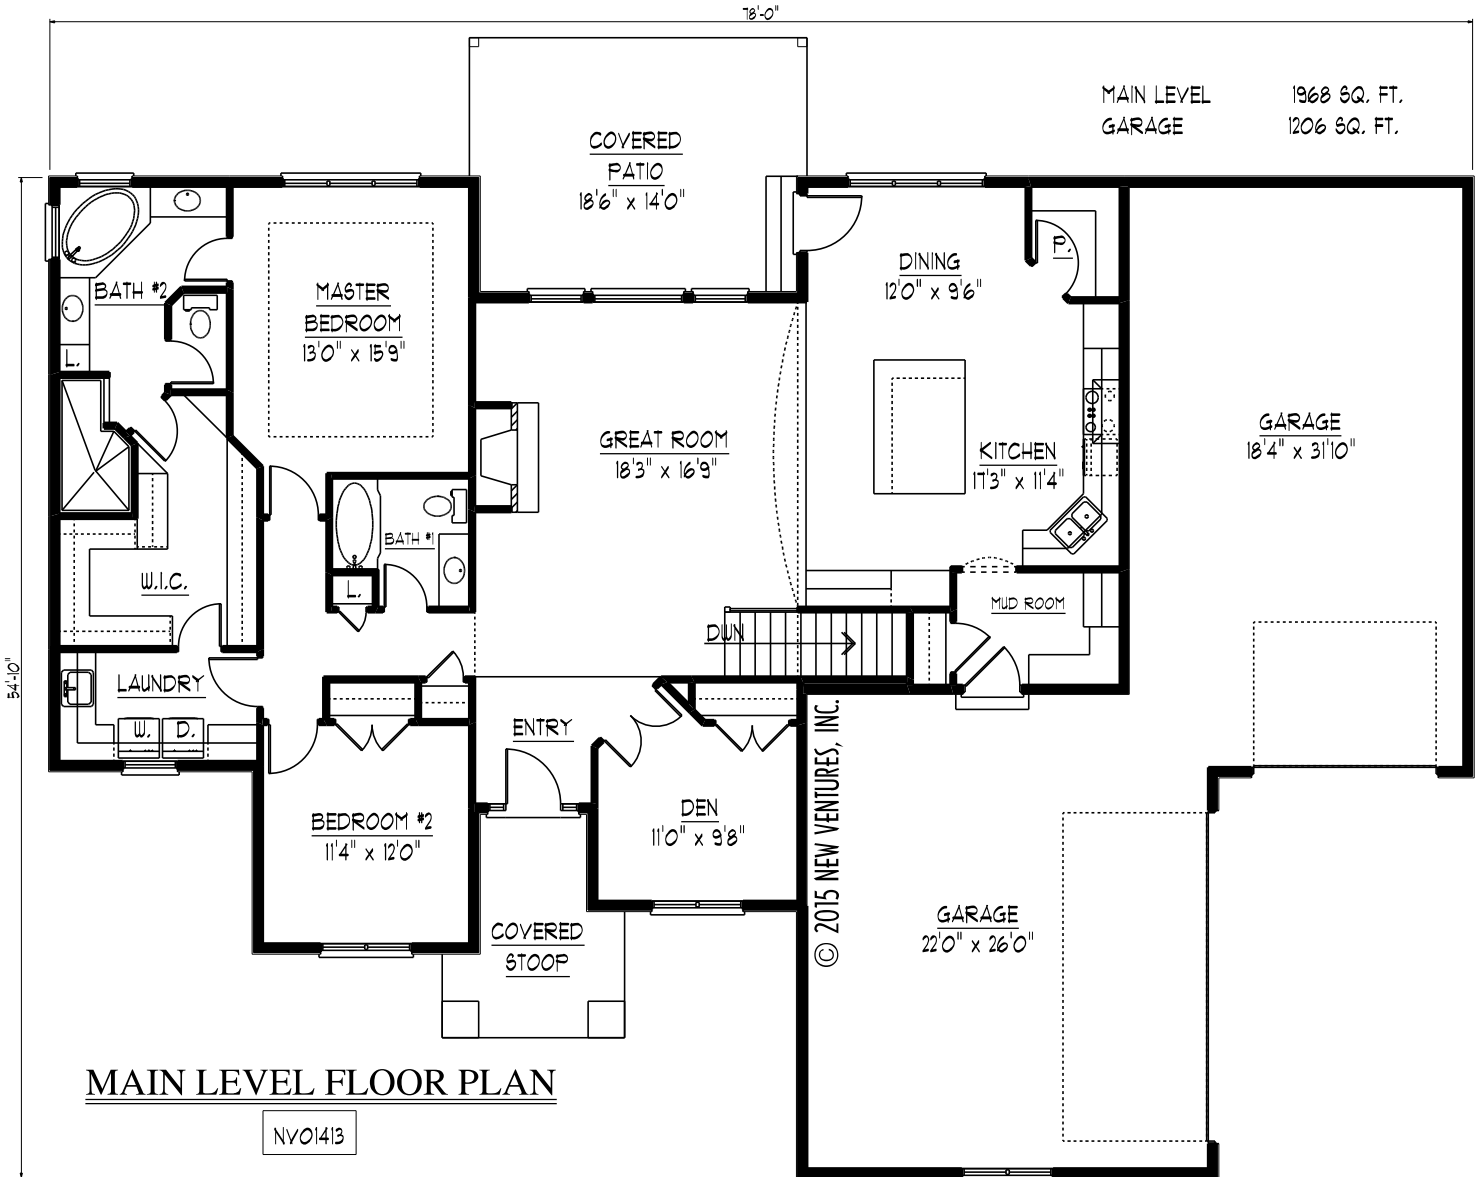 78'-0"
MAIN LEVEL 1968 SQ. FT.
GARAGE 1206 SQ. FT.
COVERED
PATIO
18'6" x 14'0"
BATH #2
L.
MASTER
BEDROOM
13'0" x 15'9"
DINING
12'0" x 9'6"
P.
GREAT ROOM
18'3" x 16'9"
KITCHEN
17'3" x 11'4"
GARAGE
18'4" x 31'10"
BATH #1
L.
W.I.C.
MUD ROOM
DWN
54'-10"
LAUNDRY
W. D.
ENTRY
BEDROOM #2
11'4" x 12'0"
DEN
11'0" x 9'8"
© 2015 NEW VENTURES, INC.
GARAGE
22'0" x 26'0"
COVERED
STOOP
MAIN LEVEL FLOOR PLAN
NV01413